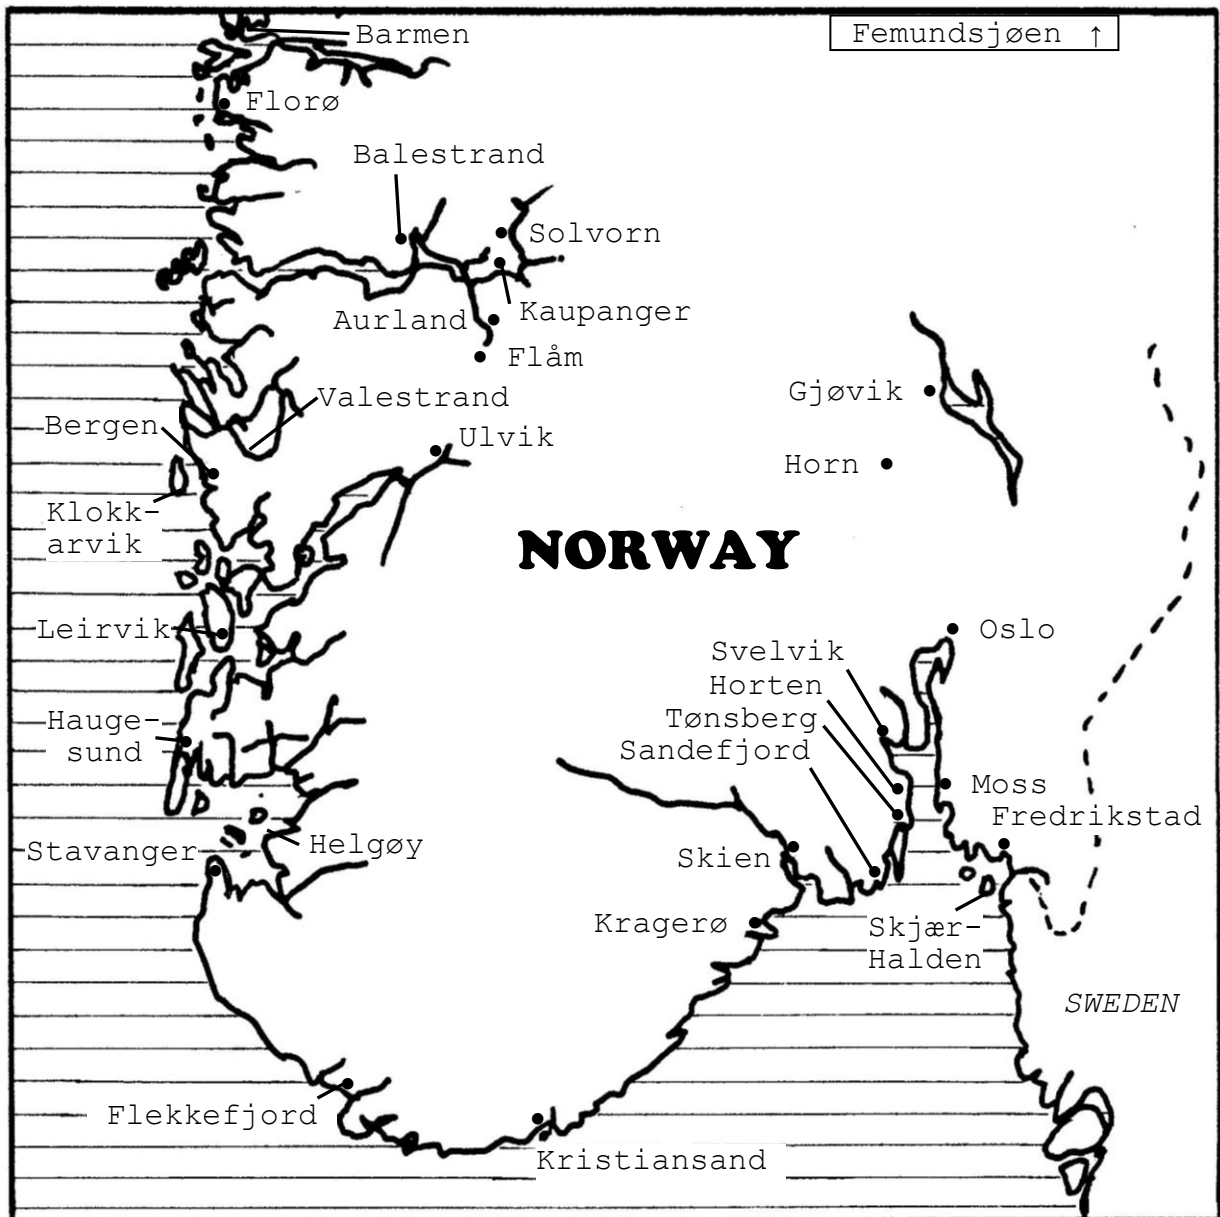 Barmen
Femundsjøen ↑
Florø
Balestrand
Solvorn
Kaupanger
Aurland
Flåm
Gjøvik
Valestrand
Bergen
Ulvik
Horn
Klokk-
arvik
NORWAY
Leirvik
Oslo
Svelvik
Horten
Tønsberg
Sandefjord
Hauge-
sund
Moss
Fredrikstad
Helgøy
Stavanger
Skien
Kragerø
Skjær-
Halden
SWEDEN
Flekkefjord
Kristiansand